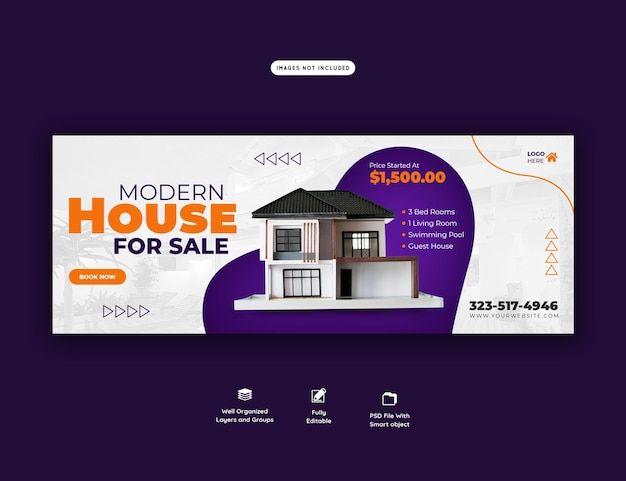 IMAGES NOT INCLUDED
MODERN
HOUSE
FOR SALE
BOOK NOW
Price Started At
$1,500.00
• 3 Bed Rooms
• 1 Living Room
• Swimming Pool
• Guest House
LOGO
HERE
323-517-4946
WWW.YOURWEBSITE.COM
Well Organized
Layers and Groups
Fully
Editable
PSD File With
Smart object